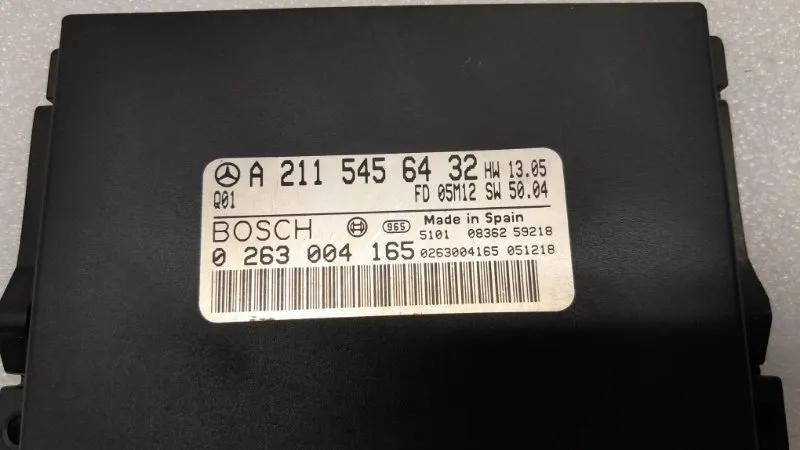 A 211 545 64 32 HW 13.05
Q01 FD 05M12 SW 50.04
BOSCH 965 Made in Spain
5101 08362 59218
0 263 004 165 0263004165 051218